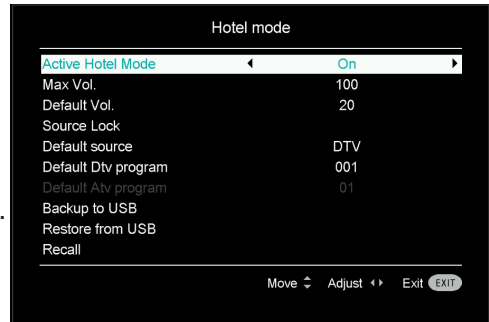 Hotel mode
Active Hotel Mode On
Max Vol. 100
Default Vol. 20
Source Lock
Default source DTV
Default Dtv program 001
Default Atv program 01
Backup to USB
Restore from USB
Recall
Move Adjust Exit EXIT